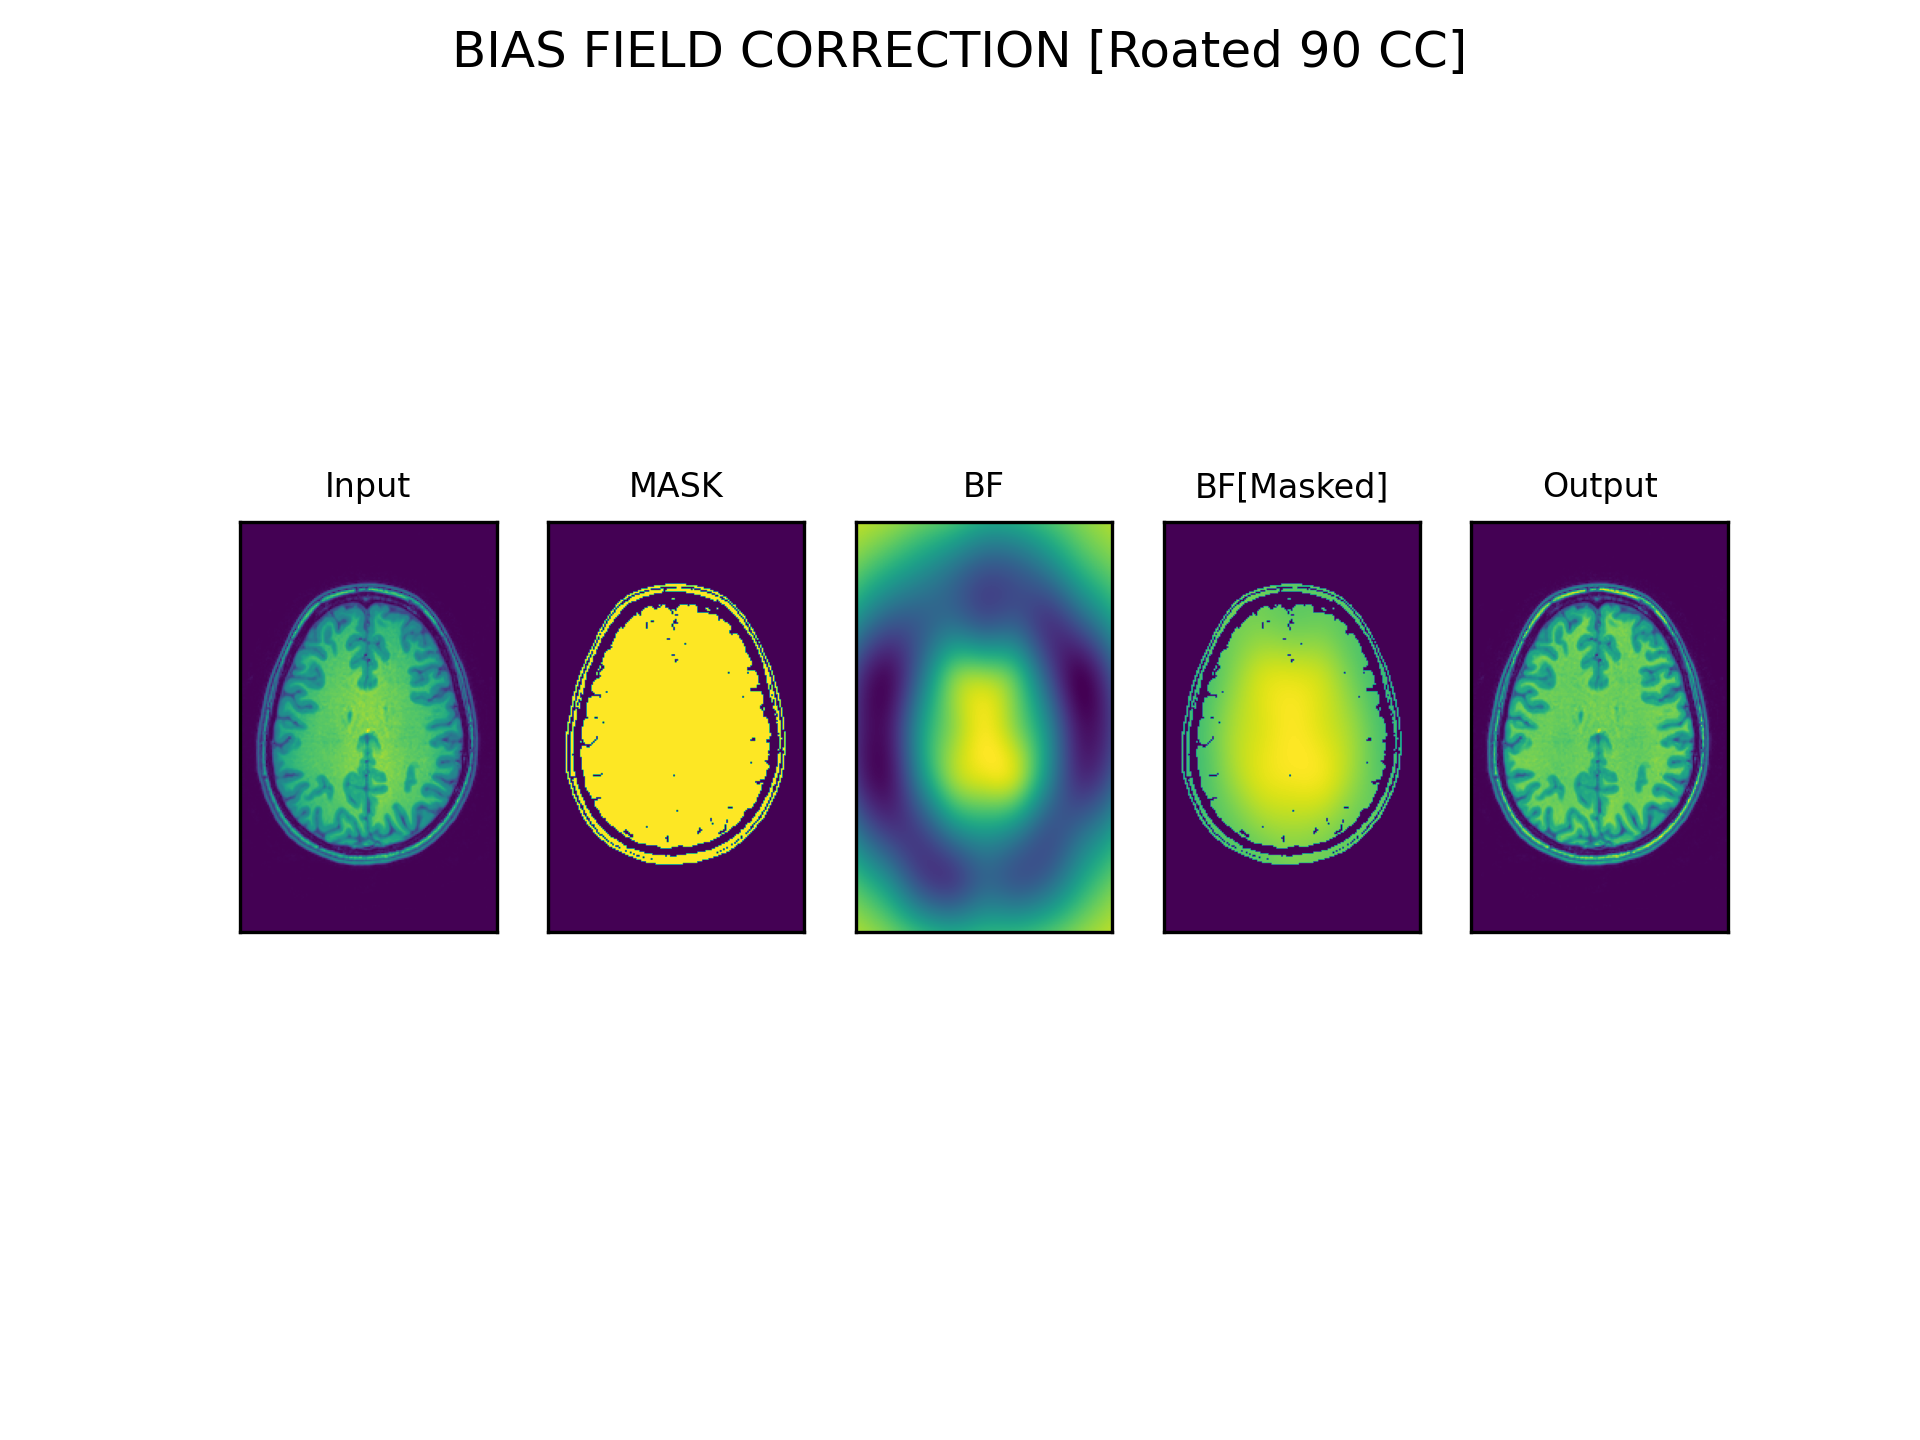 BIAS FIELD CORRECTION [Roated 90 CC]
Input
MASK
BF
BF[Masked]
Output